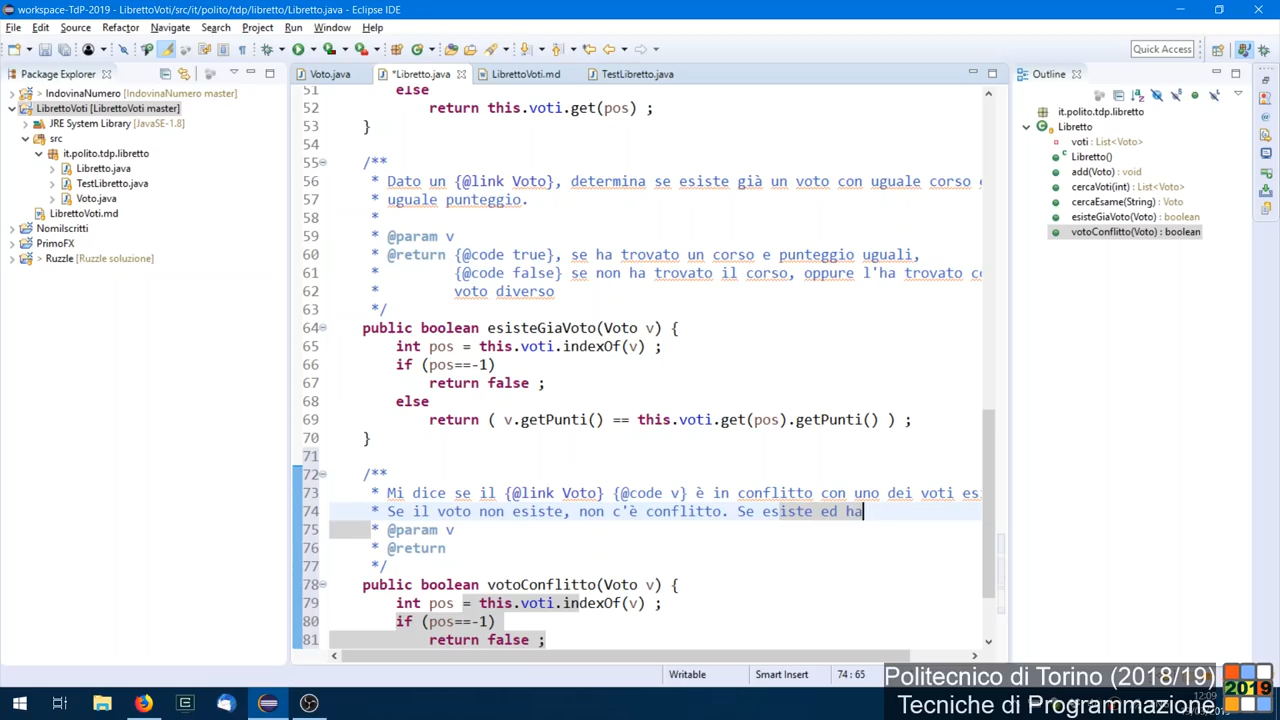 workspace-TdP-2019 - LibrettoVoti/src/it/polito/tdp/libretto/Libretto.java - Eclipse IDE
File Edit Source Refactor Navigate Search Project Run Window Help
Quick Access
Package Explorer
Voto.java
*Libretto.java
LibrettoVoti.md
TestLibretto.java
Outline
> IndovinaNumero [IndovinaNumero master]
LibrettoVoti [LibrettoVoti master]
JRE System Library [JavaSE-1.8]
src
it.polito.tdp.libretto
Libretto.java
TestLibretto.java
Voto.java
LibrettoVoti.md
NomiIscritti
PrimoFX
> Ruzzle [Ruzzle soluzione]
51 else
52 return this.voti.get(pos) ;
53 }
54
55 /**
56 * Dato un {@link Voto}, determina se esiste già un voto con uguale corso
57 * uguale punteggio.
58 *
59 * @param v
60 * @return {@code true}, se ha trovato un corso e punteggio uguali,
61 * {@code false} se non ha trovato il corso, oppure l'ha trovato
62 * voto diverso
63 */
64 public boolean esisteGiaVoto(Voto v) {
65 int pos = this.voti.indexOf(v) ;
66 if (pos==-1)
67 return false ;
68 else
69 return ( v.getPunti() == this.voti.get(pos).getPunti() ) ;
70 }
71
72 /**
73 * Mi dice se il {@link Voto} {@code v} è in conflitto con uno dei voti
74 * Se il voto non esiste, non c'è conflitto. Se esiste ed ha
75 * @param v
76 * @return
77 */
78 public boolean votoConflitto(Voto v) {
79 int pos = this.voti.indexOf(v) ;
80 if (pos==-1)
81 return false ;
it.polito.tdp.libretto
Libretto
voti : List<Voto>
Libretto()
add(Voto) : void
cercaVoti(int) : List<Voto>
cercaEsame(String) : Voto
esisteGiaVoto(Voto) : boolean
votoConflitto(Voto) : boolean
Writable
Smart Insert
74 : 65
Politecnico di Torino (2018/19)
Tecniche di Programmazione
2019
12:09